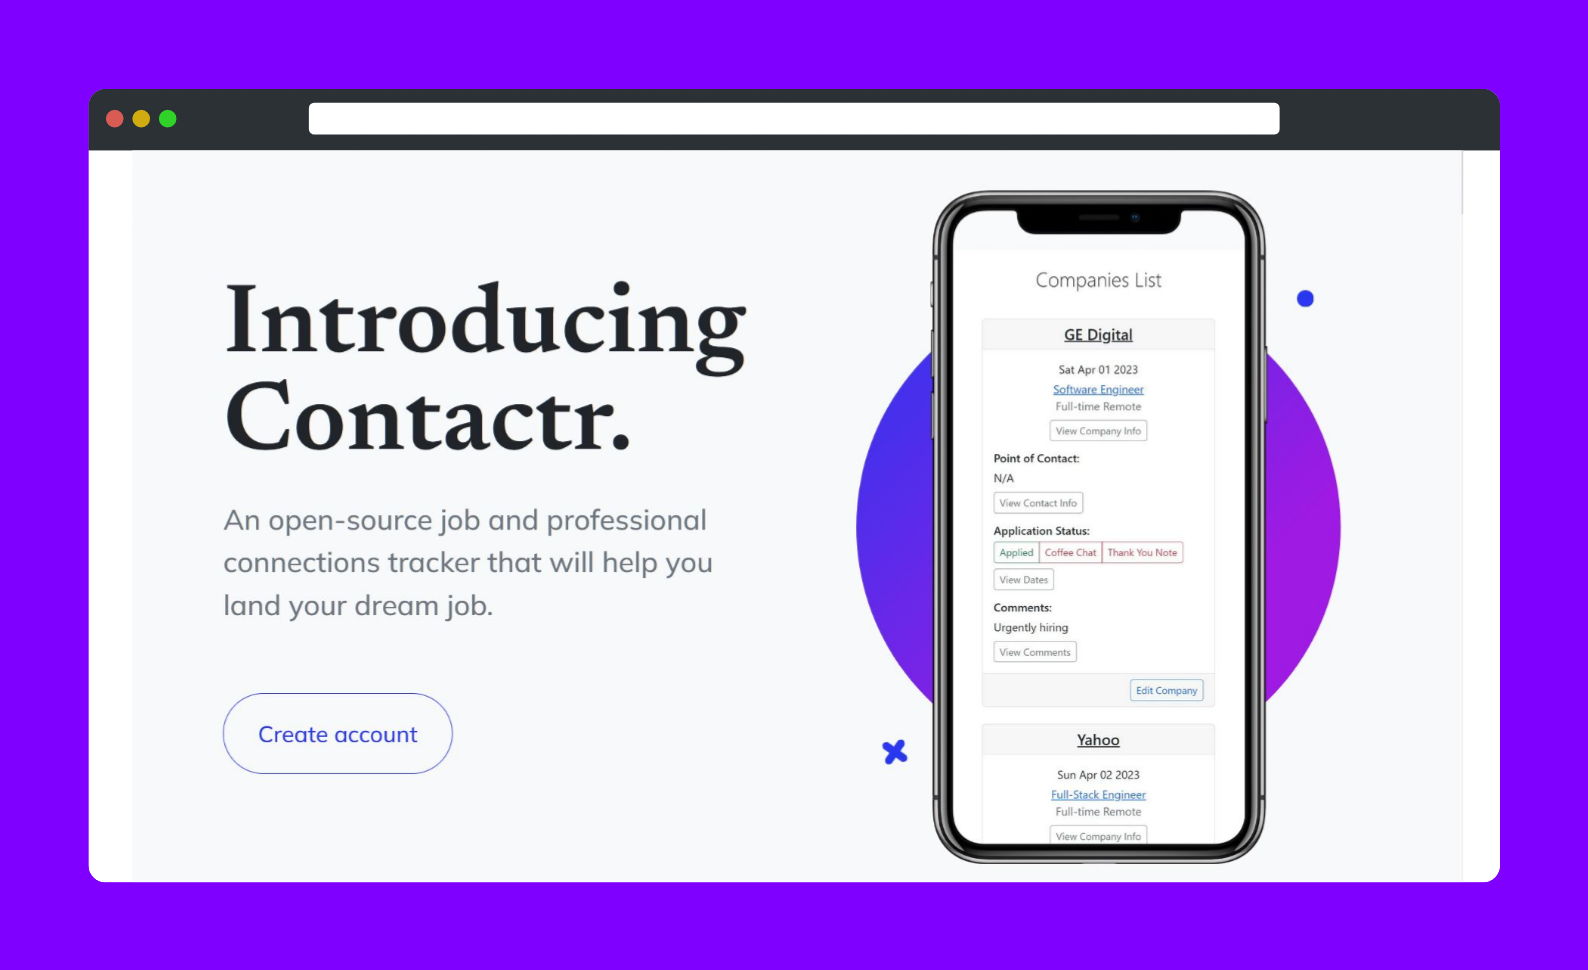 Introducing
Contactr.
An open-source job and professional
connections tracker that will help you
land your dream job.
Create account
Companies List
GE Digital
Sat Apr 01 2023
Software Engineer
Full-time Remote
View Company Info
Point of Contact:
N/A
View Contact Info
Application Status:
Applied Coffee Chat Thank You Note
View Dates
Comments:
Urgently hiring
View Comments
Edit Company
Yahoo
Sun Apr 02 2023
Full-Stack Engineer
Full-time Remote
View Company Info